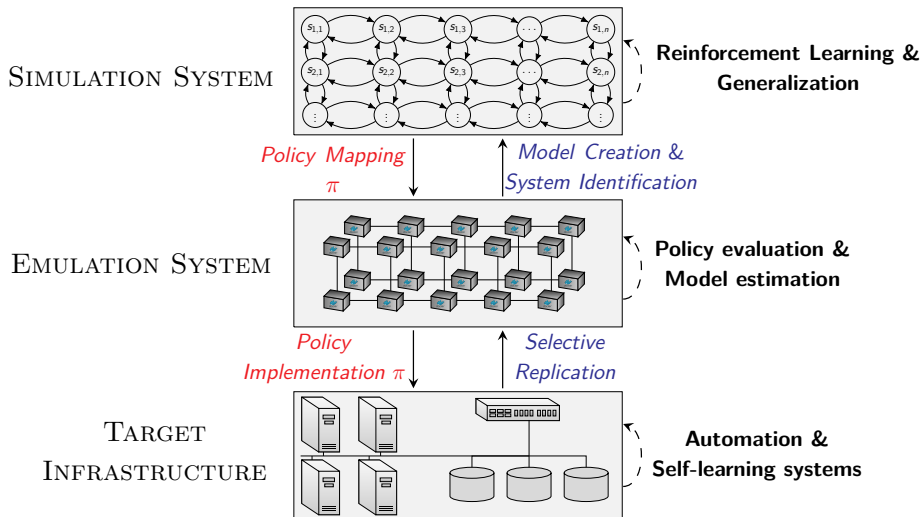 s1,1 s1,2 s1,3 ... s1,n
s2,1 s2,2 s2,3 ... s2,n
⋮ ⋮ ⋮ ⋮ ⋮
SIMULATION SYSTEM
Reinforcement Learning &
Generalization
Policy Mapping
π
Model Creation &
System Identification
EMULATION SYSTEM
Policy evaluation &
Model estimation
Policy
Implementation π
Selective
Replication
TARGET
INFRASTRUCTURE
Automation &
Self-learning systems